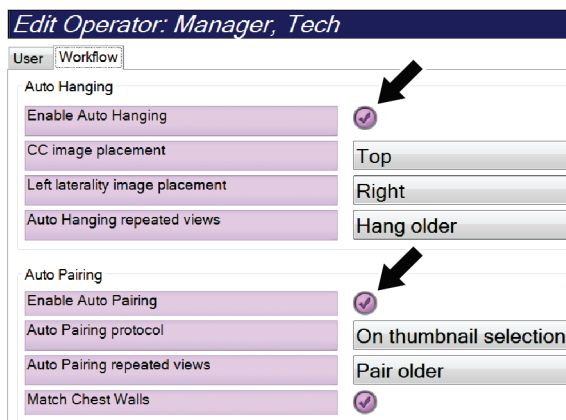 Edit Operator: Manager, Tech
User Workflow
Auto Hanging
Enable Auto Hanging
CC image placement Top
Left laterality image placement Right
Auto Hanging repeated views Hang older
Auto Pairing
Enable Auto Pairing
Auto Pairing protocol On thumbnail selection
Auto Pairing repeated views Pair older
Match Chest Walls